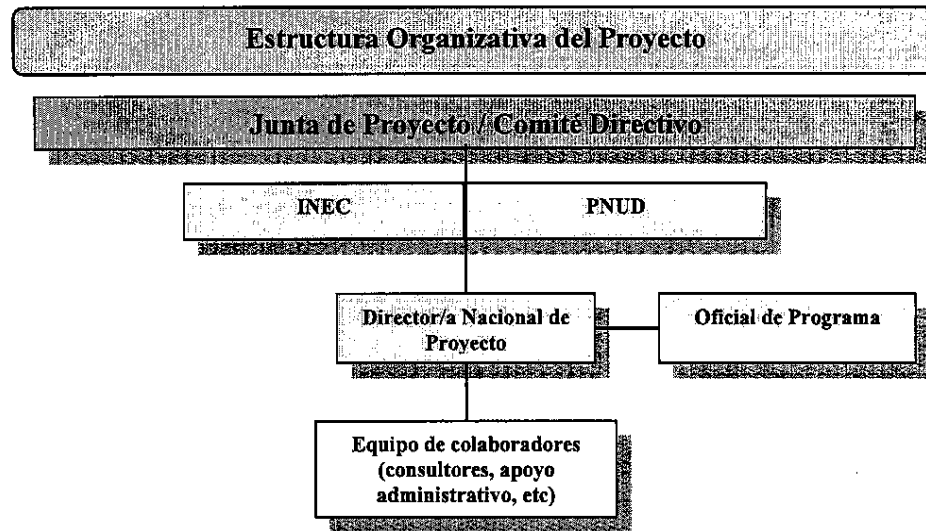 Estructura Organizativa del Proyecto
Junta de Proyecto / Comité Directivo
INEC
PNUD
Director/a Nacional de
Proyecto
Oficial de Programa
Equipo de colaboradores
(consultores, apoyo
administrativo, etc)